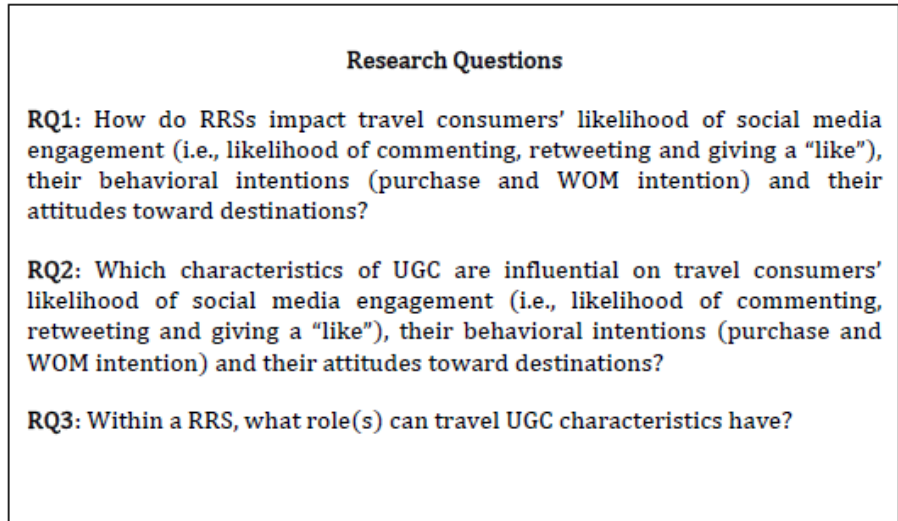 Research Questions
RQ1: How do RRSs impact travel consumers’ likelihood of social media
engagement (i.e., likelihood of commenting, retweeting and giving a “like”),
their behavioral intentions (purchase and WOM intention) and their
attitudes toward destinations?
RQ2: Which characteristics of UGC are influential on travel consumers’
likelihood of social media engagement (i.e., likelihood of commenting,
retweeting and giving a “like”), their behavioral intentions (purchase and
WOM intention) and their attitudes toward destinations?
RQ3: Within a RRS, what role(s) can travel UGC characteristics have?